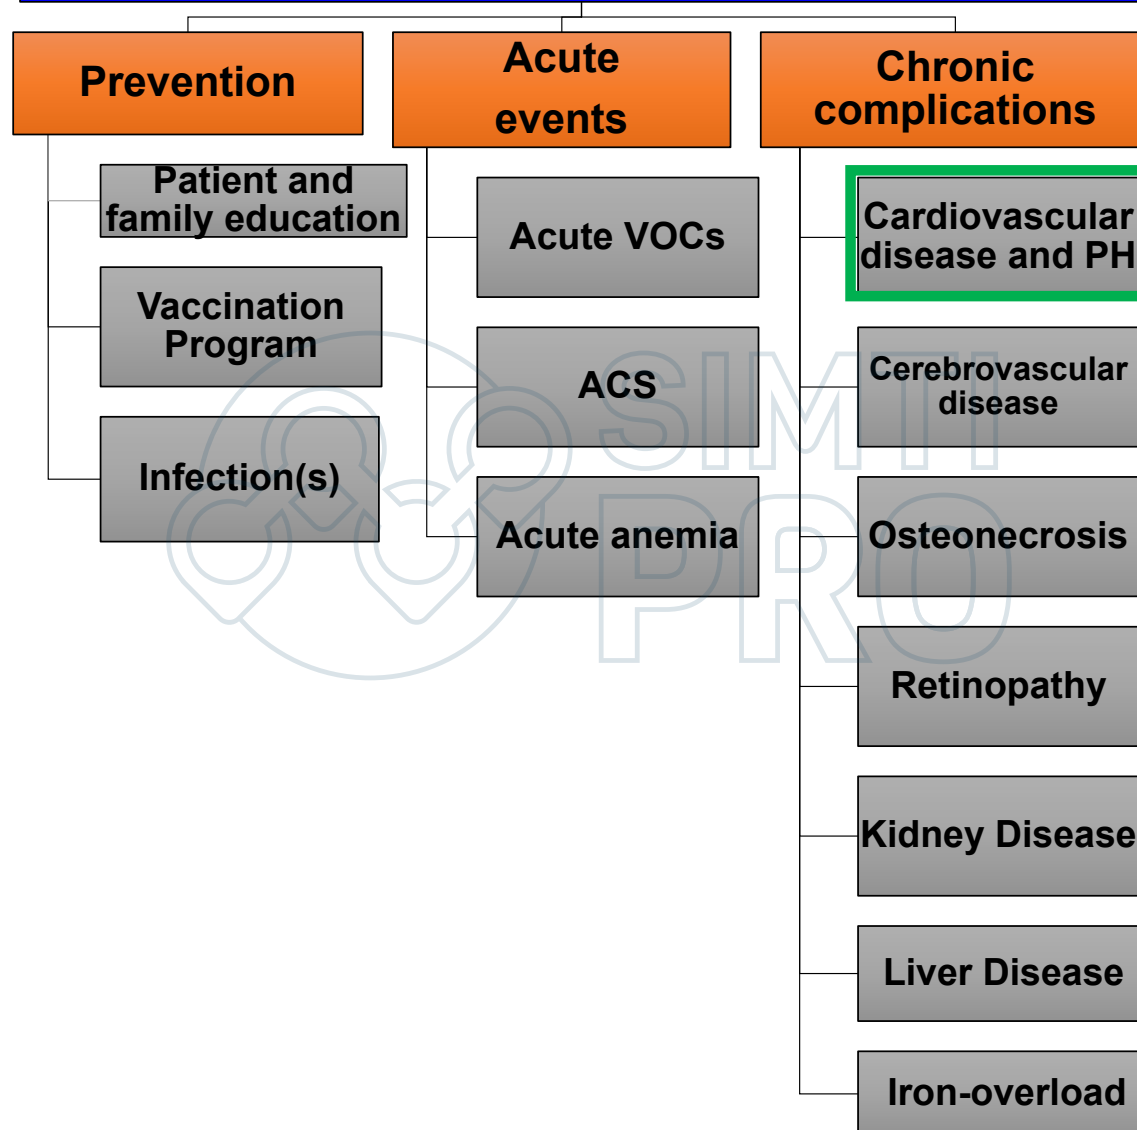 Prevention
Patient and
family education
Vaccination
Program
Infection(s)
Acute
events
Acute VOCs
ACS
Acute anemia
Chronic
complications
Cardiovascular
disease and PH
Cerebrovascular
disease
Osteonecrosis
Retinopathy
Kidney Disease
Liver Disease
Iron-overload
SIMTI
PRO